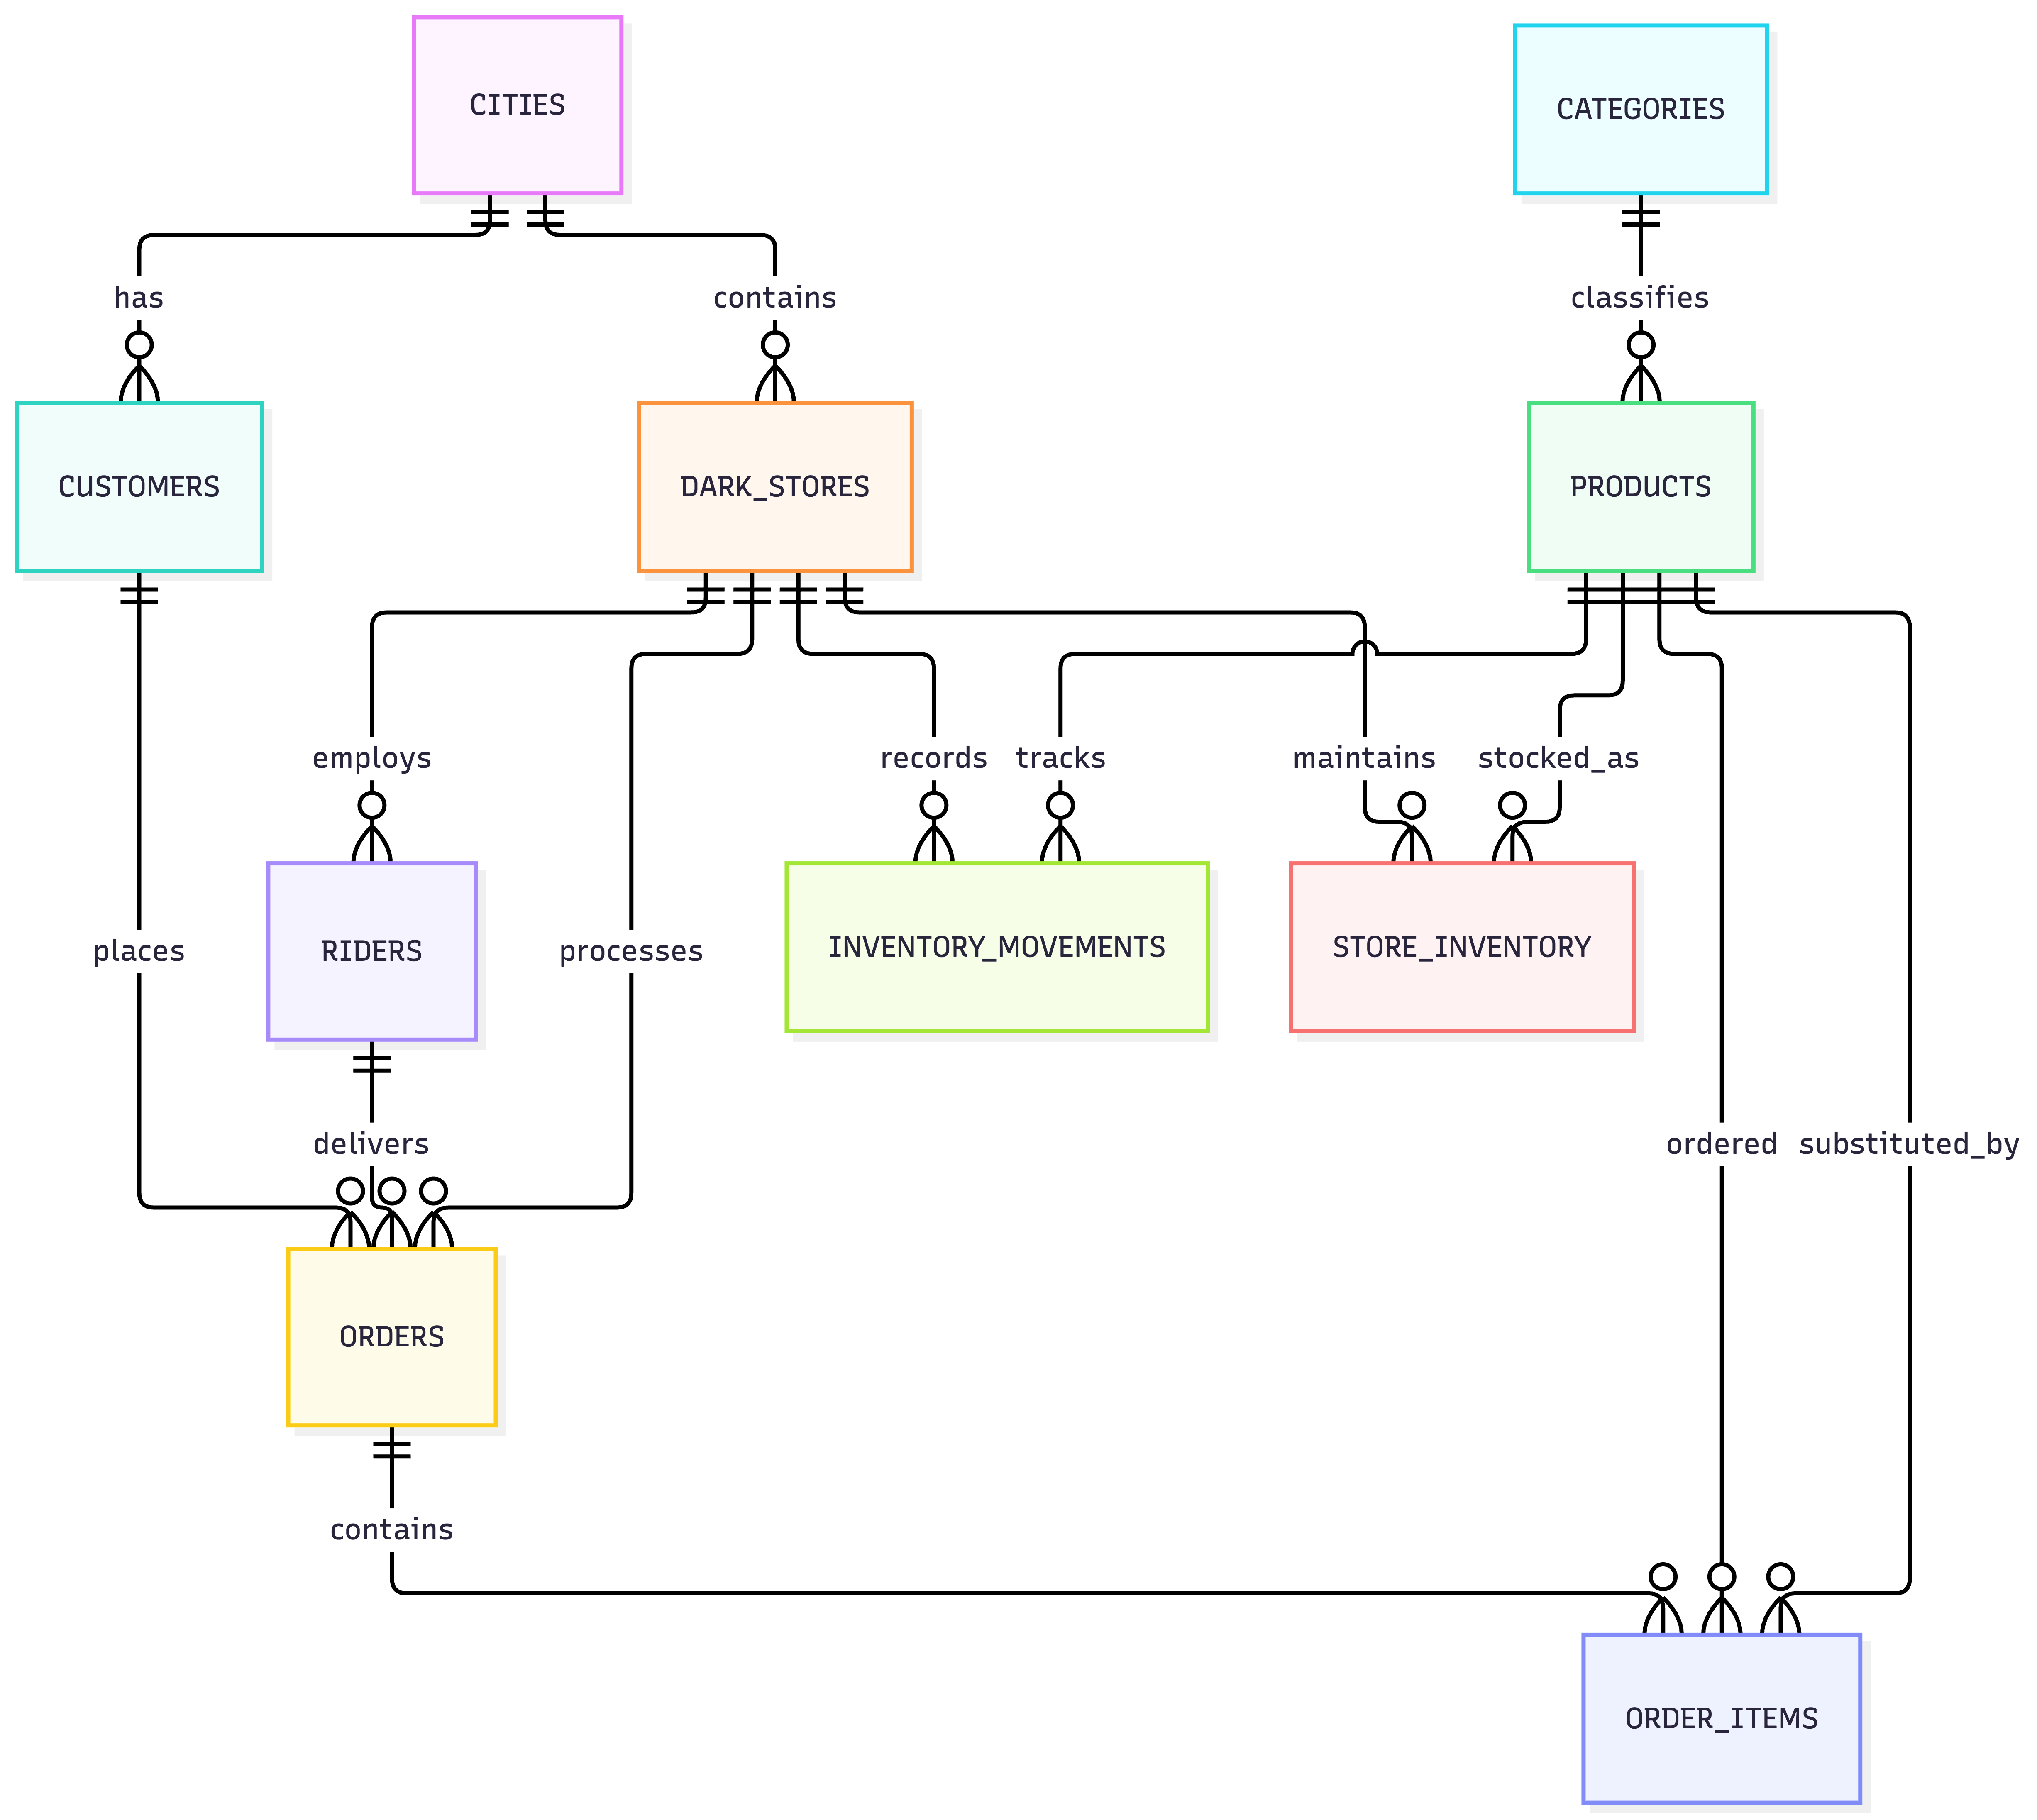 CITIES
CATEGORIES
has
contains
classifies
CUSTOMERS
DARK_STORES
PRODUCTS
employs
records
tracks
maintains
stocked_as
places
RIDERS
processes
INVENTORY_MOVEMENTS
STORE_INVENTORY
delivers
ordered
substituted_by
ORDERS
contains
ORDER_ITEMS